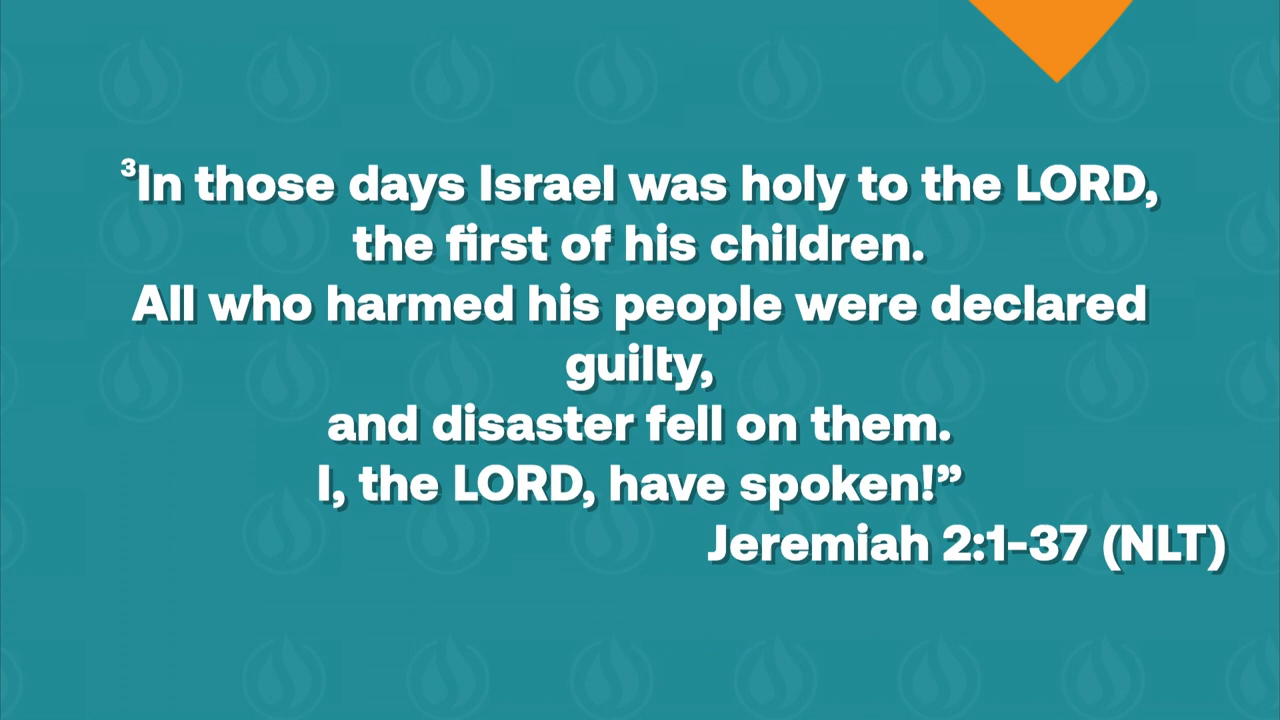 ³In those days Israel was holy to the LORD,
the first of his children.
All who harmed his people were declared
guilty,
and disaster fell on them.
I, the LORD, have spoken!”
Jeremiah 2:1-37 (NLT)